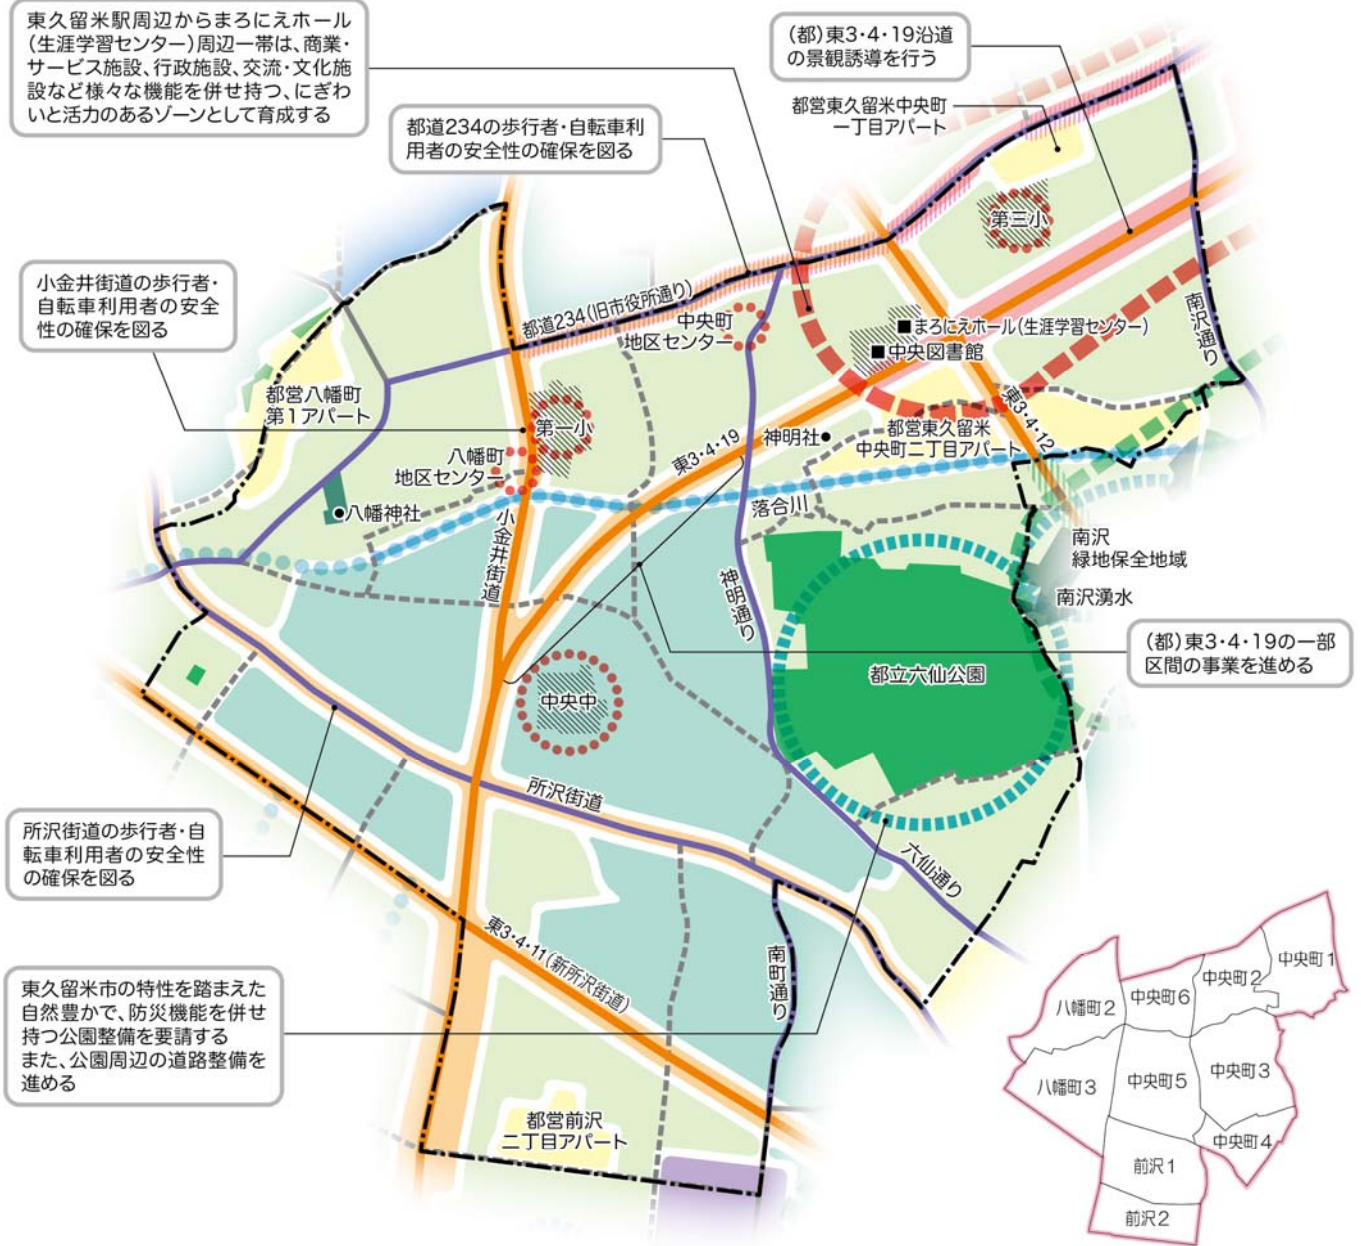 東久留米駅周辺からまろにえホール
(生涯学習センター)周辺一帯は、商業・
サービス施設、行政施設、交流・文化施
設など様々な機能を併せ持つ、にぎわ
いと活力のあるゾーンとして育成する
(都)東3・4・19沿道
の景観誘導を行う
都営東久留米中央町
一丁目アパート
都道234の歩行者・自転車利
用者の安全性の確保を図る
第三小
小金井街道の歩行者・
自転車利用者の安全
性の確保を図る
都道234(旧市役所通り)
中央町
地区センター
■まろにえホール(生涯学習センター)
■中央図書館
南沢通り
都営八幡町
第1アパート
第一小
八幡町
地区センター
東3・4・19
神明社●
都営東久留米
中央町二丁目アパート
東3・4・12
●八幡神社
小金井街道
落合川
神明通り
南沢
緑地保全地域
南沢湧水
(都)東3・4・19の一部
区間の事業を進める
都立六仙公園
中央中
所沢街道
所沢街道の歩行者・自
転車利用者の安全性
の確保を図る
六仙通り
東3・4・11(新所沢街道)
南町通り
東久留米市の特性を踏まえた
自然豊かで、防災機能を併せ
持つ公園整備を要請する
また、公園周辺の道路整備を
進める
都営前沢
二丁目アパート
中央町1
中央町2
中央町6
八幡町2
中央町3
中央町5
八幡町3
中央町4
前沢1
前沢2